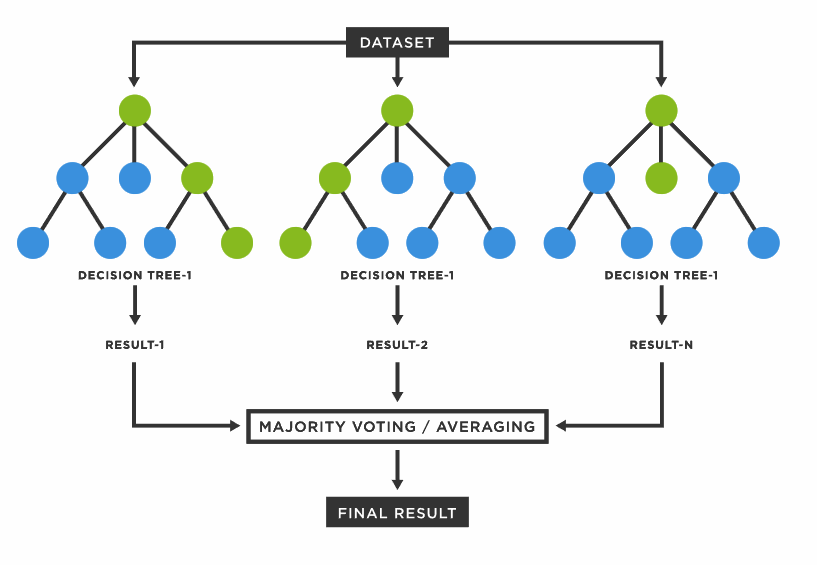 DATASET
DECISION TREE-1
DECISION TREE-1
DECISION TREE-1
RESULT-1
RESULT-2
RESULT-N
MAJORITY VOTING / AVERAGING
FINAL RESULT